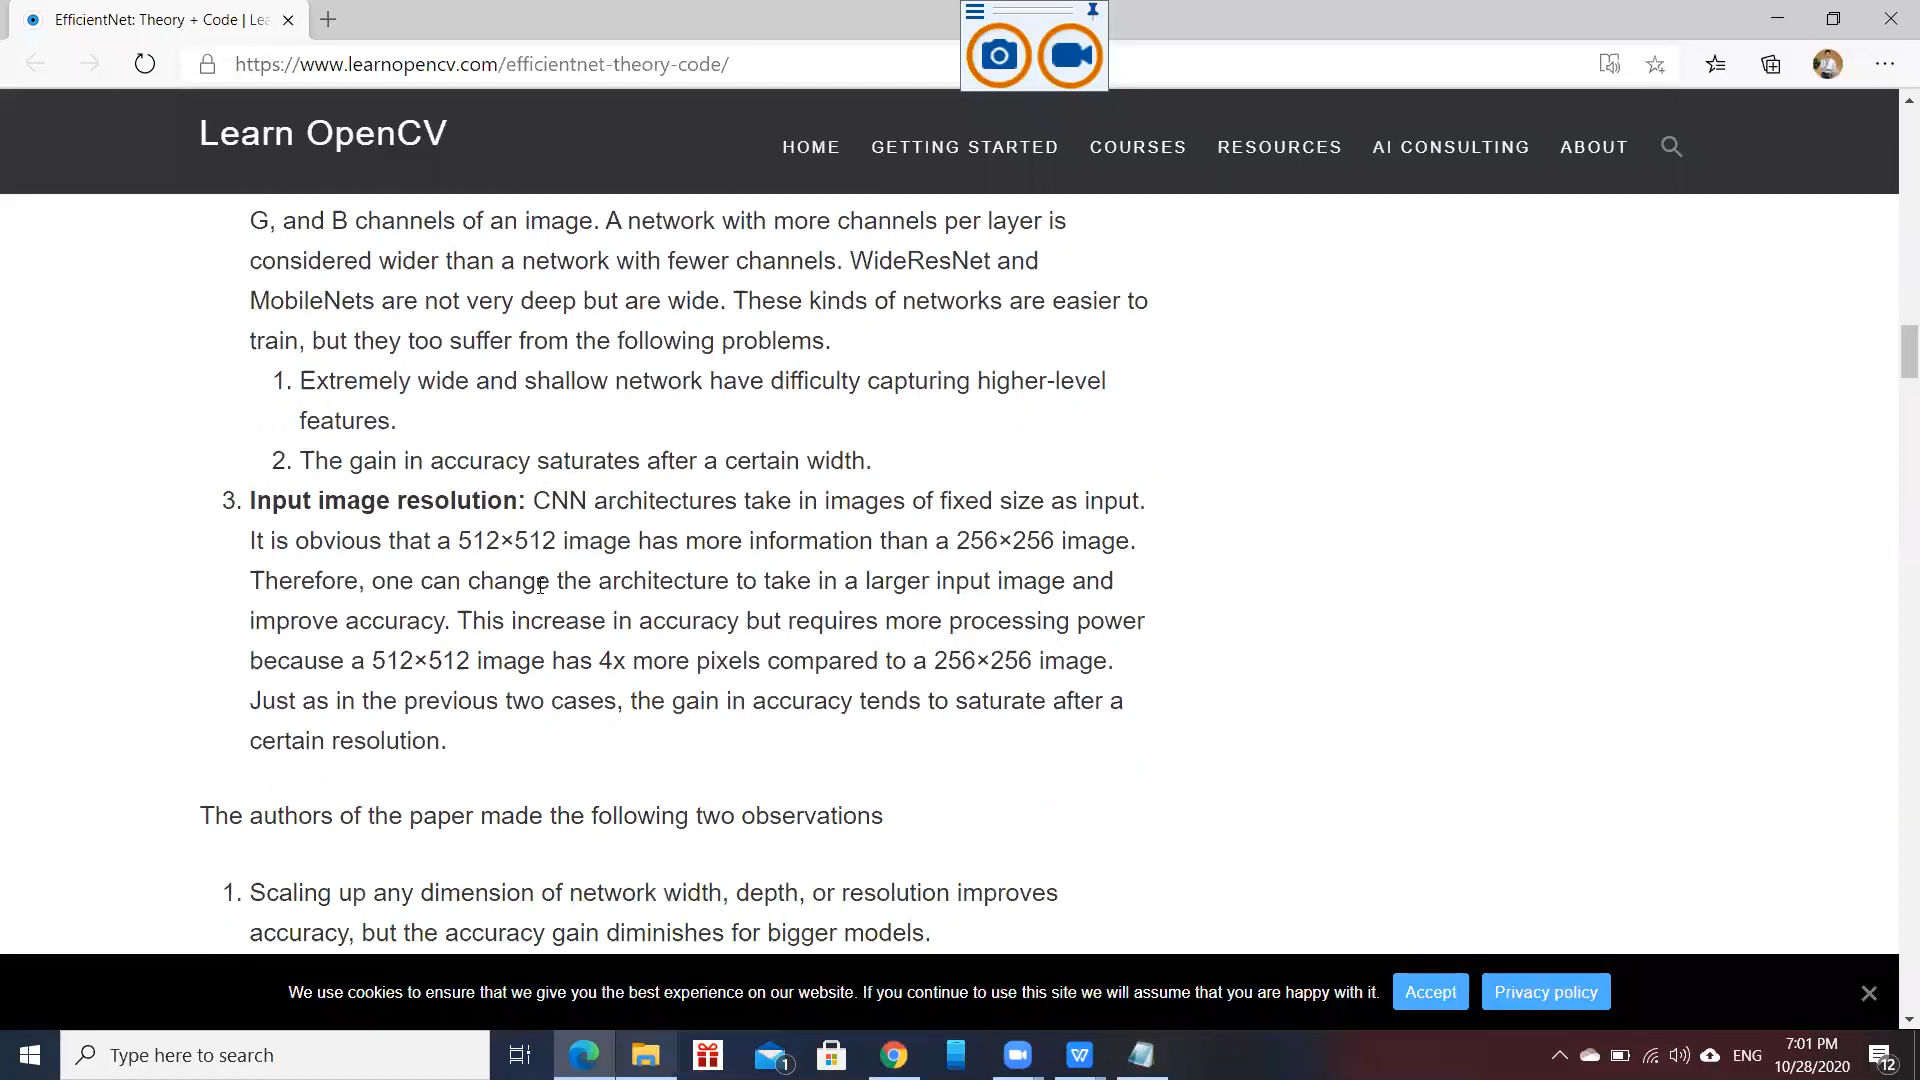 EfficientNet: Theory + Code | Lea
https://www.learnopencv.com/efficientnet-theory-code/
Learn OpenCV
HOME GETTING STARTED COURSES RESOURCES AI CONSULTING ABOUT
G, and B channels of an image. A network with more channels per layer is
considered wider than a network with fewer channels. WideResNet and
MobileNets are not very deep but are wide. These kinds of networks are easier to
train, but they too suffer from the following problems.
1. Extremely wide and shallow network have difficulty capturing higher-level
features.
2. The gain in accuracy saturates after a certain width.
3. Input image resolution: CNN architectures take in images of fixed size as input.
It is obvious that a 512×512 image has more information than a 256×256 image.
Therefore, one can change the architecture to take in a larger input image and
improve accuracy. This increase in accuracy but requires more processing power
because a 512×512 image has 4x more pixels compared to a 256×256 image.
Just as in the previous two cases, the gain in accuracy tends to saturate after a
certain resolution.
The authors of the paper made the following two observations
1. Scaling up any dimension of network width, depth, or resolution improves
accuracy, but the accuracy gain diminishes for bigger models.
We use cookies to ensure that we give you the best experience on our website. If you continue to use this site we will assume that you are happy with it. Accept Privacy policy
Type here to search
1
ENG
7:01 PM
10/28/2020
12